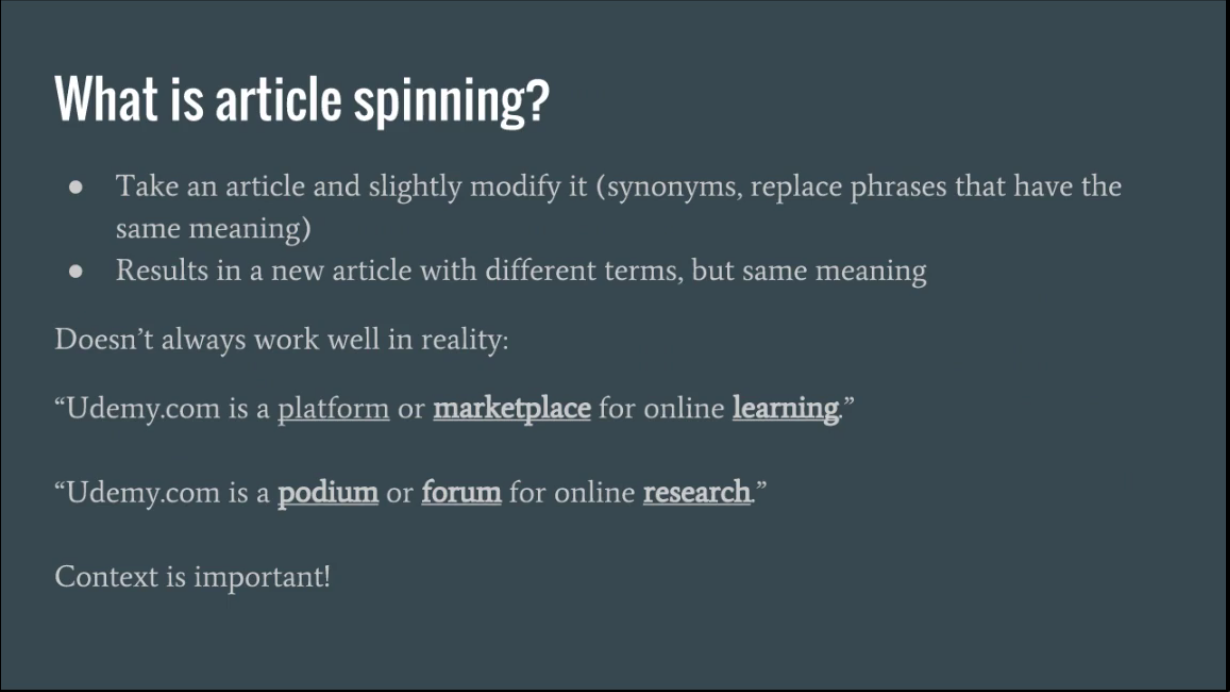 What is article spinning?
● Take an article and slightly modify it (synonyms, replace phrases that have the
same meaning)
● Results in a new article with different terms, but same meaning
Doesn’t always work well in reality:
“Udemy.com is a platform or marketplace for online learning.”
“Udemy.com is a podium or forum for online research.”
Context is important!